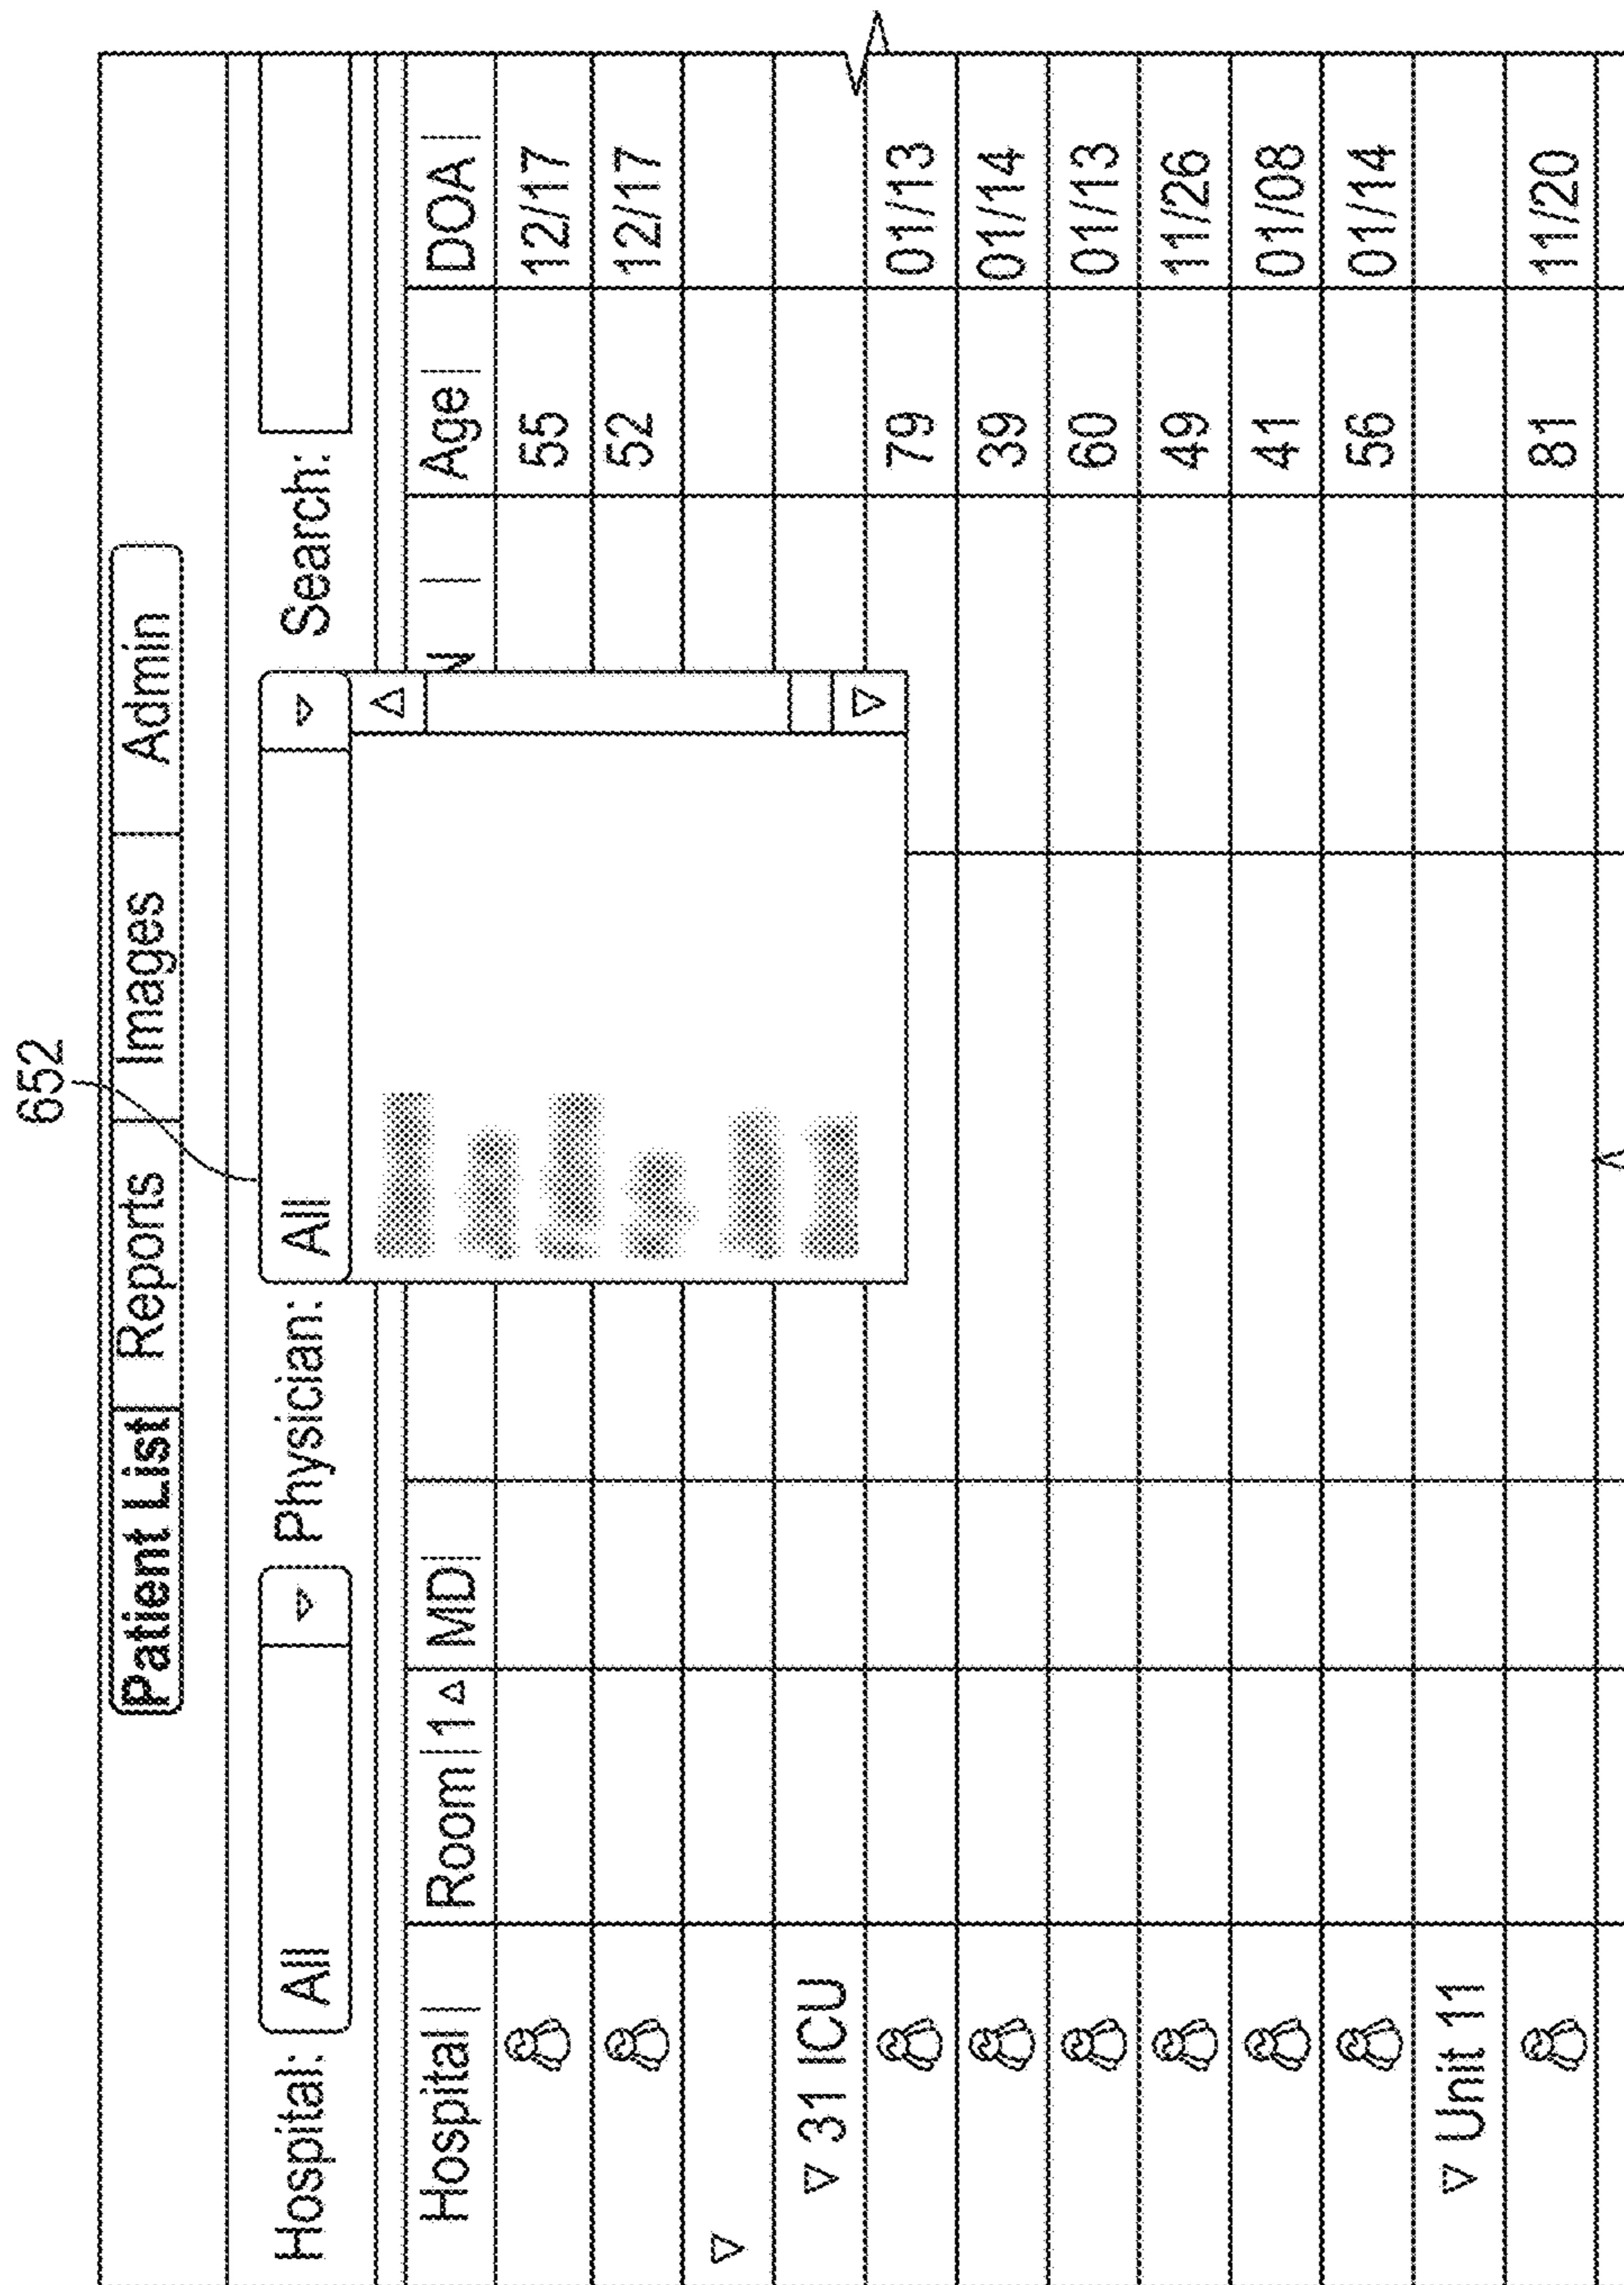 652
Patient List Reports Images Admin
Hospital: All Physician: All Search:
Hospital Room 1 MD Age DOA
55 12/17
52 12/17
31 ICU
79 01/13
39 01/14
60 01/13
49 11/26
41 01/08
56 01/14
Unit 11
81 11/20